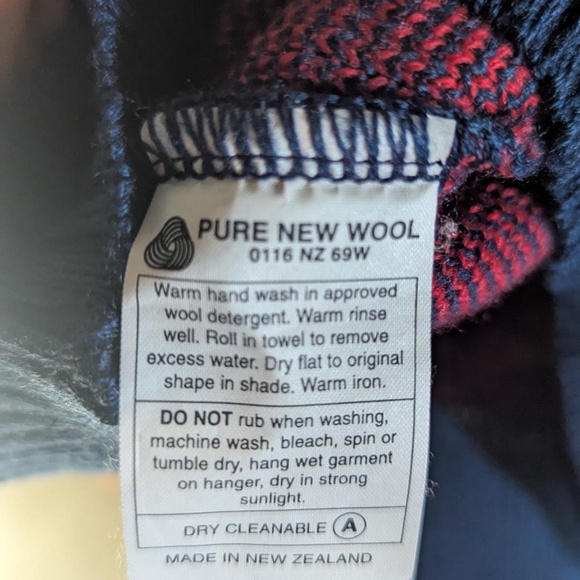 PURE NEW WOOL
0116 NZ 69W
Warm hand wash in approved
wool detergent. Warm rinse
well. Roll in towel to remove
excess water. Dry flat to original
shape in shade. Warm iron.
DO NOT rub when washing,
machine wash, bleach, spin or
tumble dry, hang wet garment
on hanger, dry in strong
sunlight.
DRY CLEANABLE A
MADE IN NEW ZEALAND